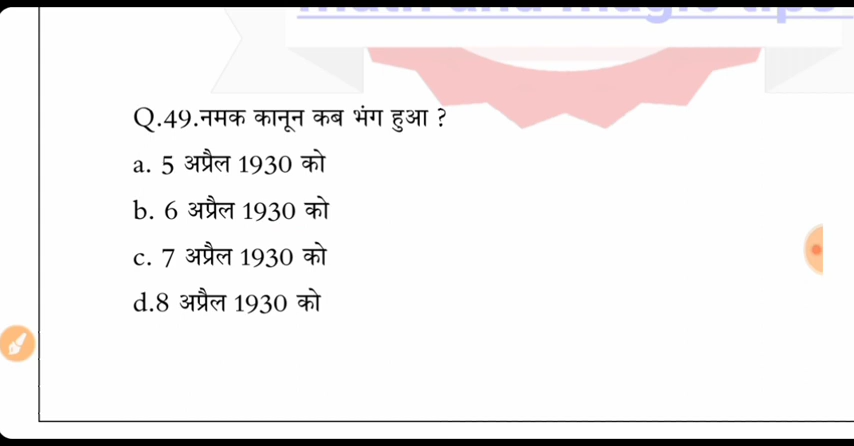 Q.49.नमक कानून कब भंग हुआ ?
a. 5 अप्रैल 1930 को
b. 6 अप्रैल 1930 को
c. 7 अप्रैल 1930 को
d.8 अप्रैल 1930 को